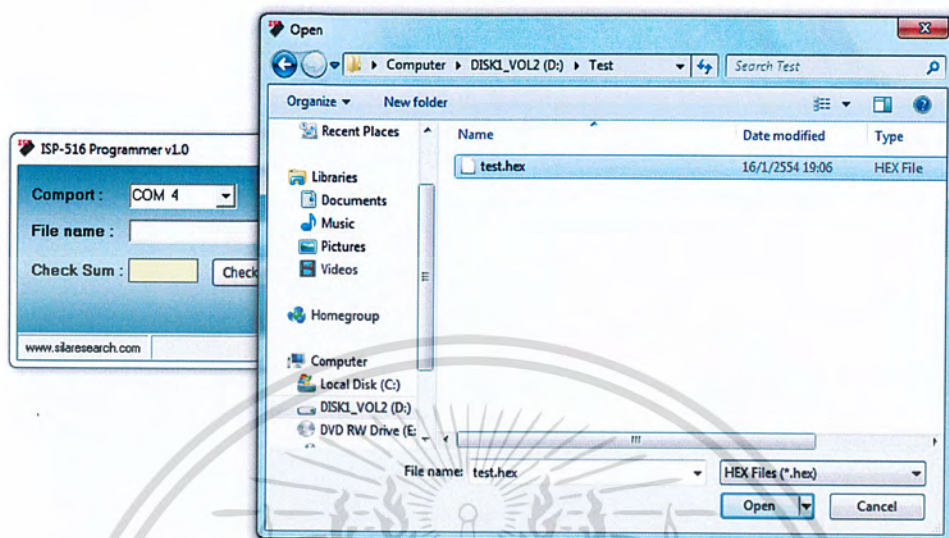 ISP-516 Programmer v1.0
Comport :
COM 4
File name :
Check Sum :
Check
www.silaresearch.com
Open
Computer ▸ DISK1_VOL2 (D:) ▸ Test
Search Test
Organize
New folder
Recent Places
Libraries
Documents
Music
Pictures
Videos
Homegroup
Computer
Local Disk (C:)
DISK1_VOL2 (D:)
DVD RW Drive (E:
Name
Date modified
Type
test.hex
16/1/2554 19:06
HEX File
File name:
test.hex
HEX Files (*.hex)
Open
Cancel